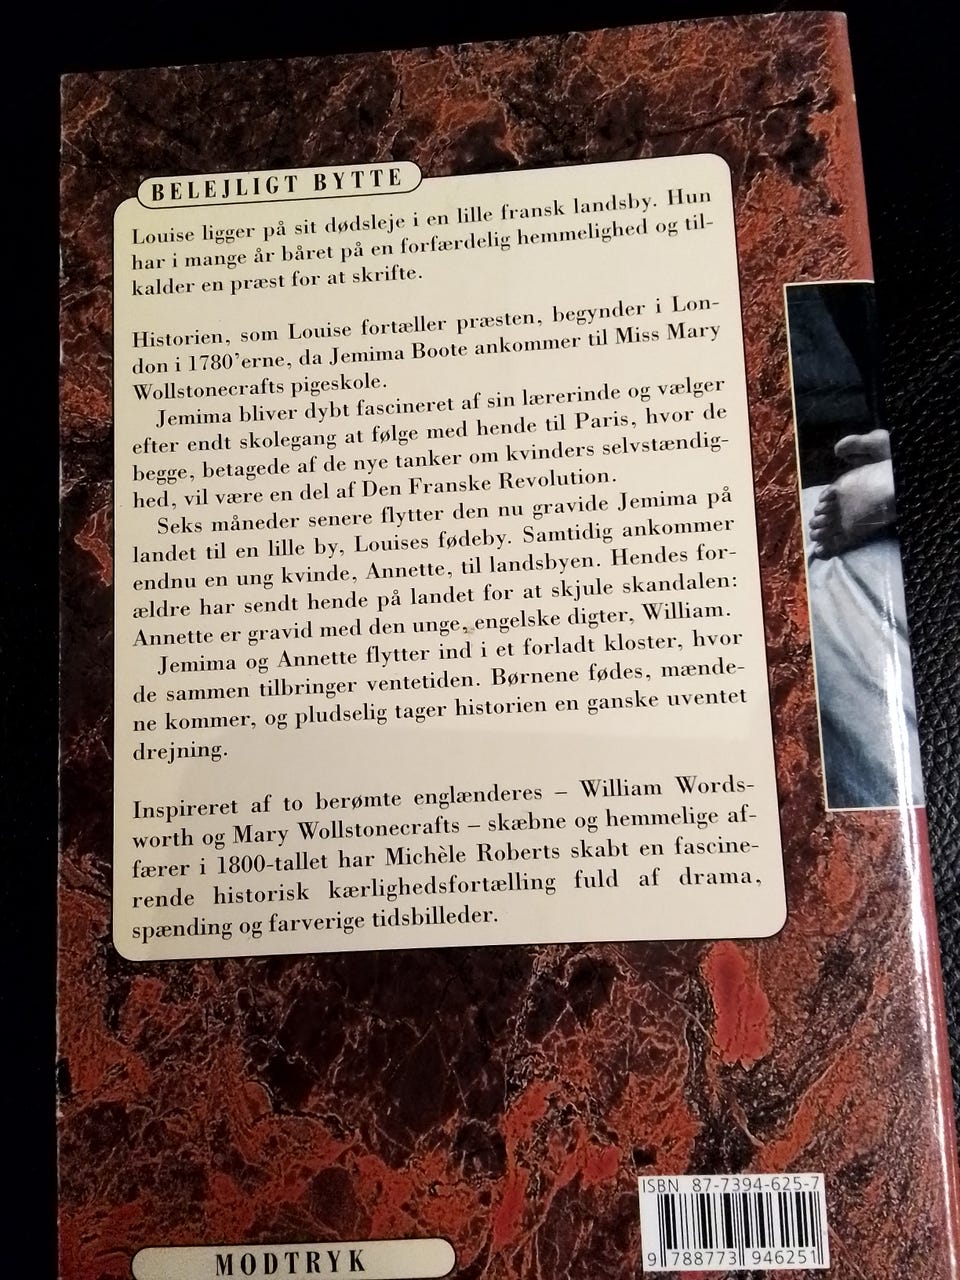 BELEJLIGT BYTTE
Louise ligger på sit dødsleje i en lille fransk landsby. Hun
har i mange år båret på en forfærdelig hemmelighed og til-
kalder en præst for at skrifte.
Historien, som Louise fortæller præsten, begynder i Lon-
don i 1780'erne, da Jemima Boote ankommer til Miss Mary
Wollstonecrafts pigeskole.
Jemima bliver dybt fascineret af sin lærerinde og vælger
efter endt skolegang at følge med hende til Paris, hvor de
begge, betagede af de nye tanker om kvinders selvstændig-
hed, vil være en del af Den Franske Revolution.
Seks måneder senere flytter den nu gravide Jemima på
landet til en lille by, Louises fødeby. Samtidig ankommer
endnu en ung kvinde, Annette, til landsbyen. Hendes for-
ældre har sendt hende på landet for at skjule skandalen:
Annette er gravid med den unge, engelske digter, William.
Jemima og Annette flytter ind i et forladt kloster, hvor
de sammen tilbringer ventetiden. Børnene fødes, mænde-
ne kommer, og pludselig tager historien en ganske uventet
drejning.
Inspireret af to berømte englænderes – William Words-
worth og Mary Wollstonecrafts – skæbne og hemmelige af-
færer i 1800-tallet har Michèle Roberts skabt en fascine-
rende historisk kærlighedsfortælling fuld af drama,
spænding og farverige tidsbilleder.
ISBN 87-7394-625-7
9 788773 946251
MODTRYK